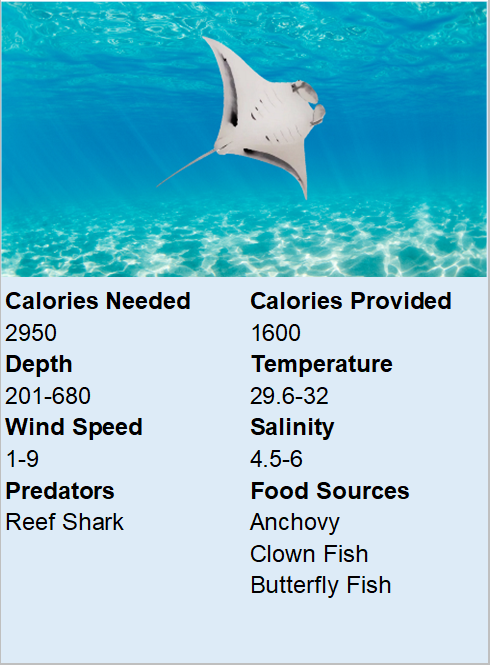 Calories Needed Calories Provided
2950 1600
Depth Temperature
201-680 29.6-32
Wind Speed Salinity
1-9 4.5-6
Predators Food Sources
Reef Shark Anchovy
Clown Fish
Butterfly Fish